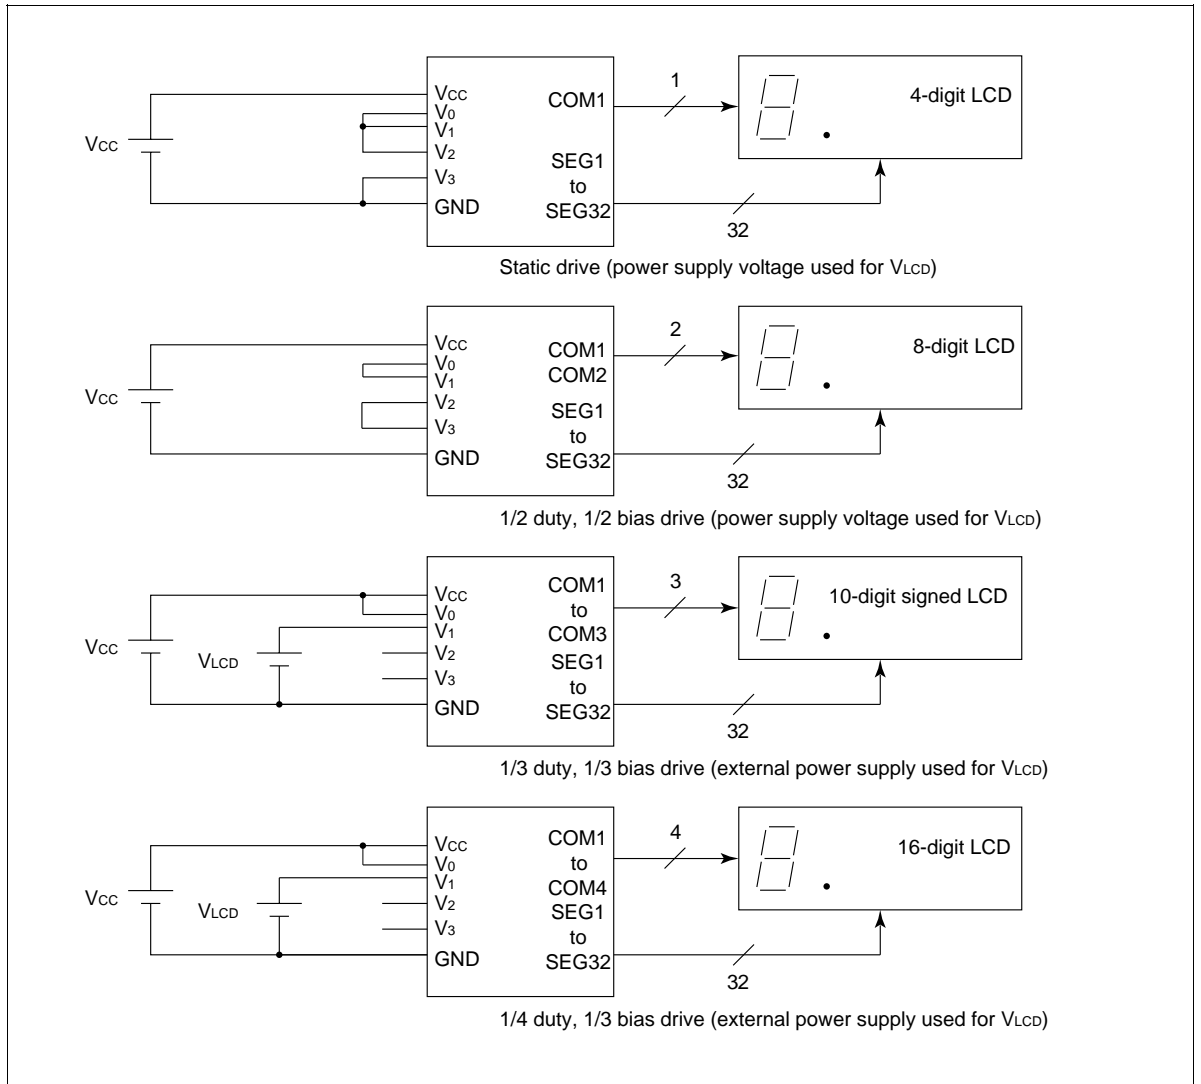 VCC
VCC
V0
V1
V2
V3
GND
COM1
SEG1
to
SEG32
1
32
4-digit LCD
Static drive (power supply voltage used for VLCD)
VCC
VCC
V0
V1
V2
V3
GND
COM1
COM2
SEG1
to
SEG32
2
32
8-digit LCD
1/2 duty, 1/2 bias drive (power supply voltage used for VLCD)
VCC
VLCD
VCC
V0
V1
V2
V3
GND
COM1
to
COM3
SEG1
to
SEG32
3
32
10-digit signed LCD
1/3 duty, 1/3 bias drive (external power supply used for VLCD)
VCC
VLCD
VCC
V0
V1
V2
V3
GND
COM1
to
COM4
SEG1
to
SEG32
4
32
16-digit LCD
1/4 duty, 1/3 bias drive (external power supply used for VLCD)